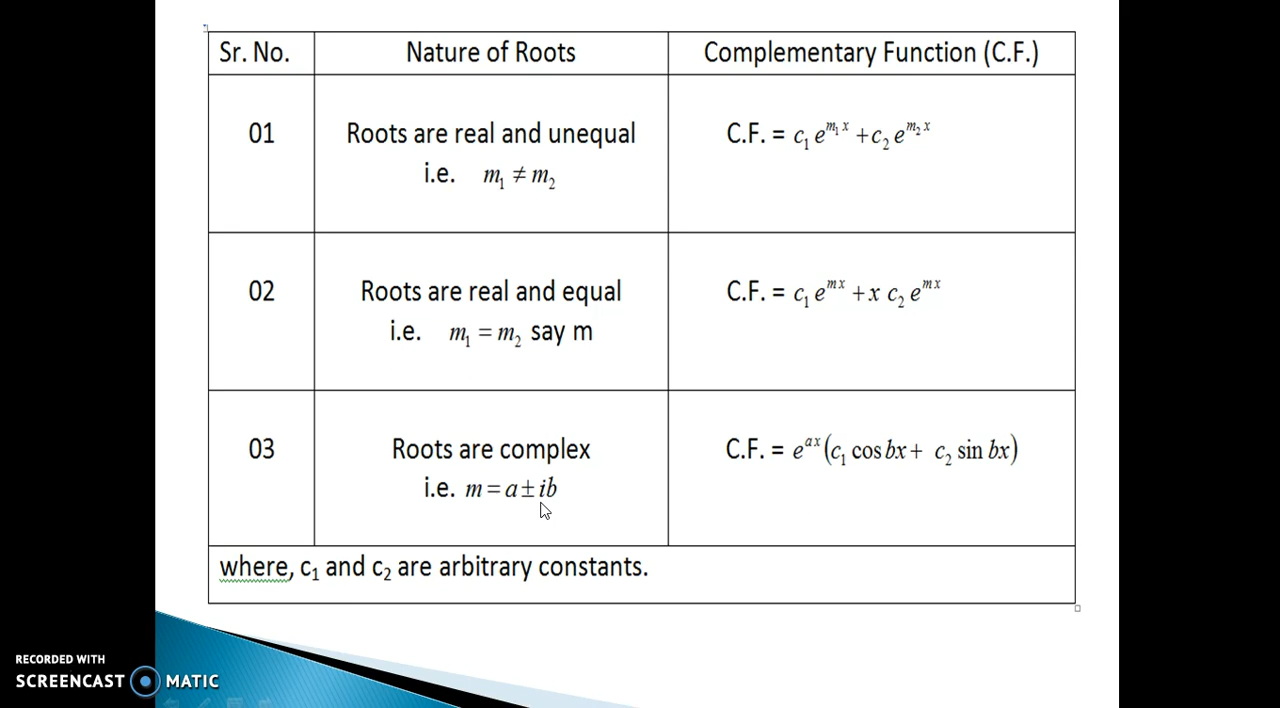 Sr. No. Nature of Roots Complementary Function (C.F.)
01 Roots are real and unequal C.F. = c₁ e^{m₁ x} + c₂ e^{m₂ x}
i.e. m₁ ≠ m₂
02 Roots are real and equal C.F. = c₁ e^{mx} + x c₂ e^{mx}
i.e. m₁ = m₂ say m
03 Roots are complex C.F. = e^{ax} (c₁ cos bx + c₂ sin bx)
i.e. m = a ± ib
where, c₁ and c₂ are arbitrary constants.
RECORDED WITH
SCREENCAST MATIC